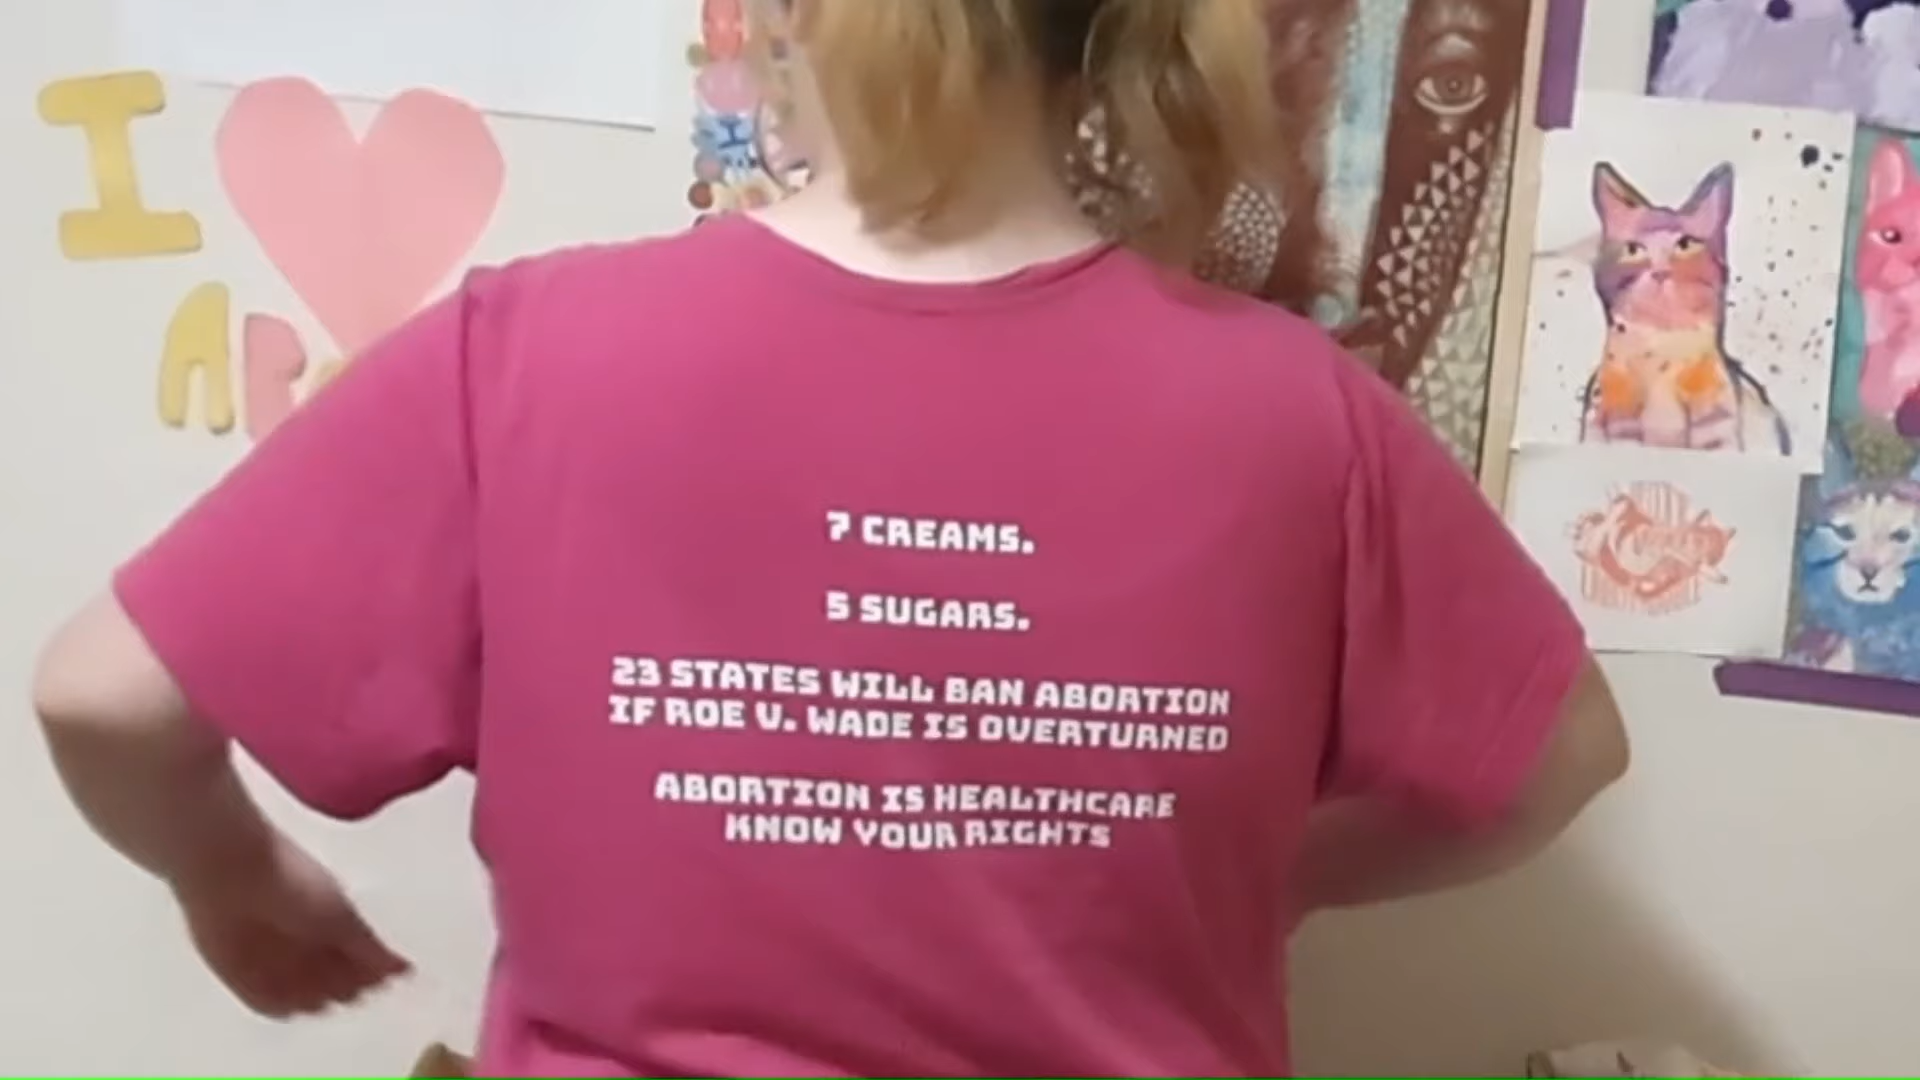 I
AR
7 CREAMS.
5 SUGARS.
23 STATES WILL BAN ABORTION
IF ROE V. WADE IS OVERTURNED
ABORTION IS HEALTHCARE
KNOW YOUR RIGHTS